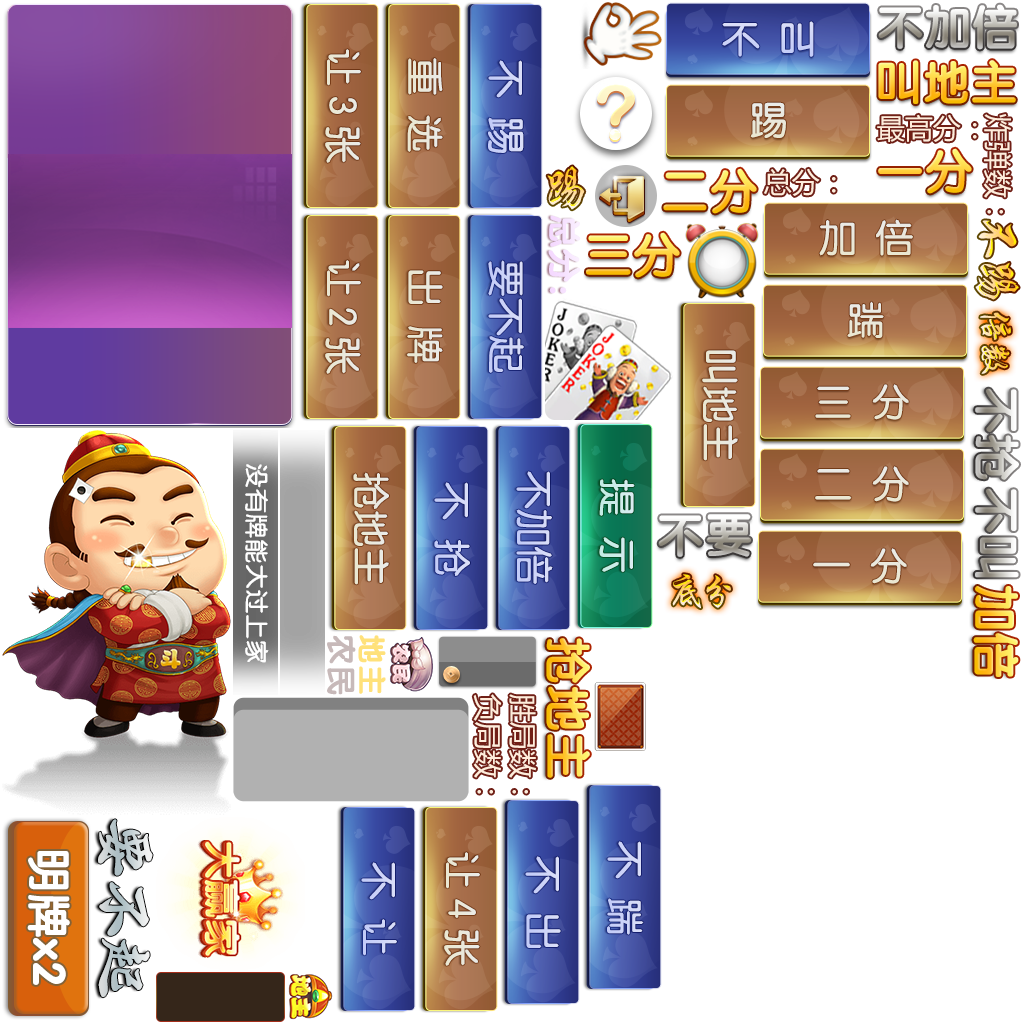 不加倍
叫地主
不叫
踢
最高分：
炸弹数：
一分
二分
总分：
三分
踢
总分：
让3张
重选
不踢
让2张
出牌
要不起
JOKER
JOKER
加倍
踹
三分
二分
一分
叫地主
头踢
倍数
不抢
不叫
加倍
不要
底分
没有牌能大过上家
抢地主
不抢
不加倍
提示
斗
地主
农民
农民
抢地主
胜局数：
负局数：
明牌x2
要不起
大赢家
地主
不让
让4张
不出
不踹